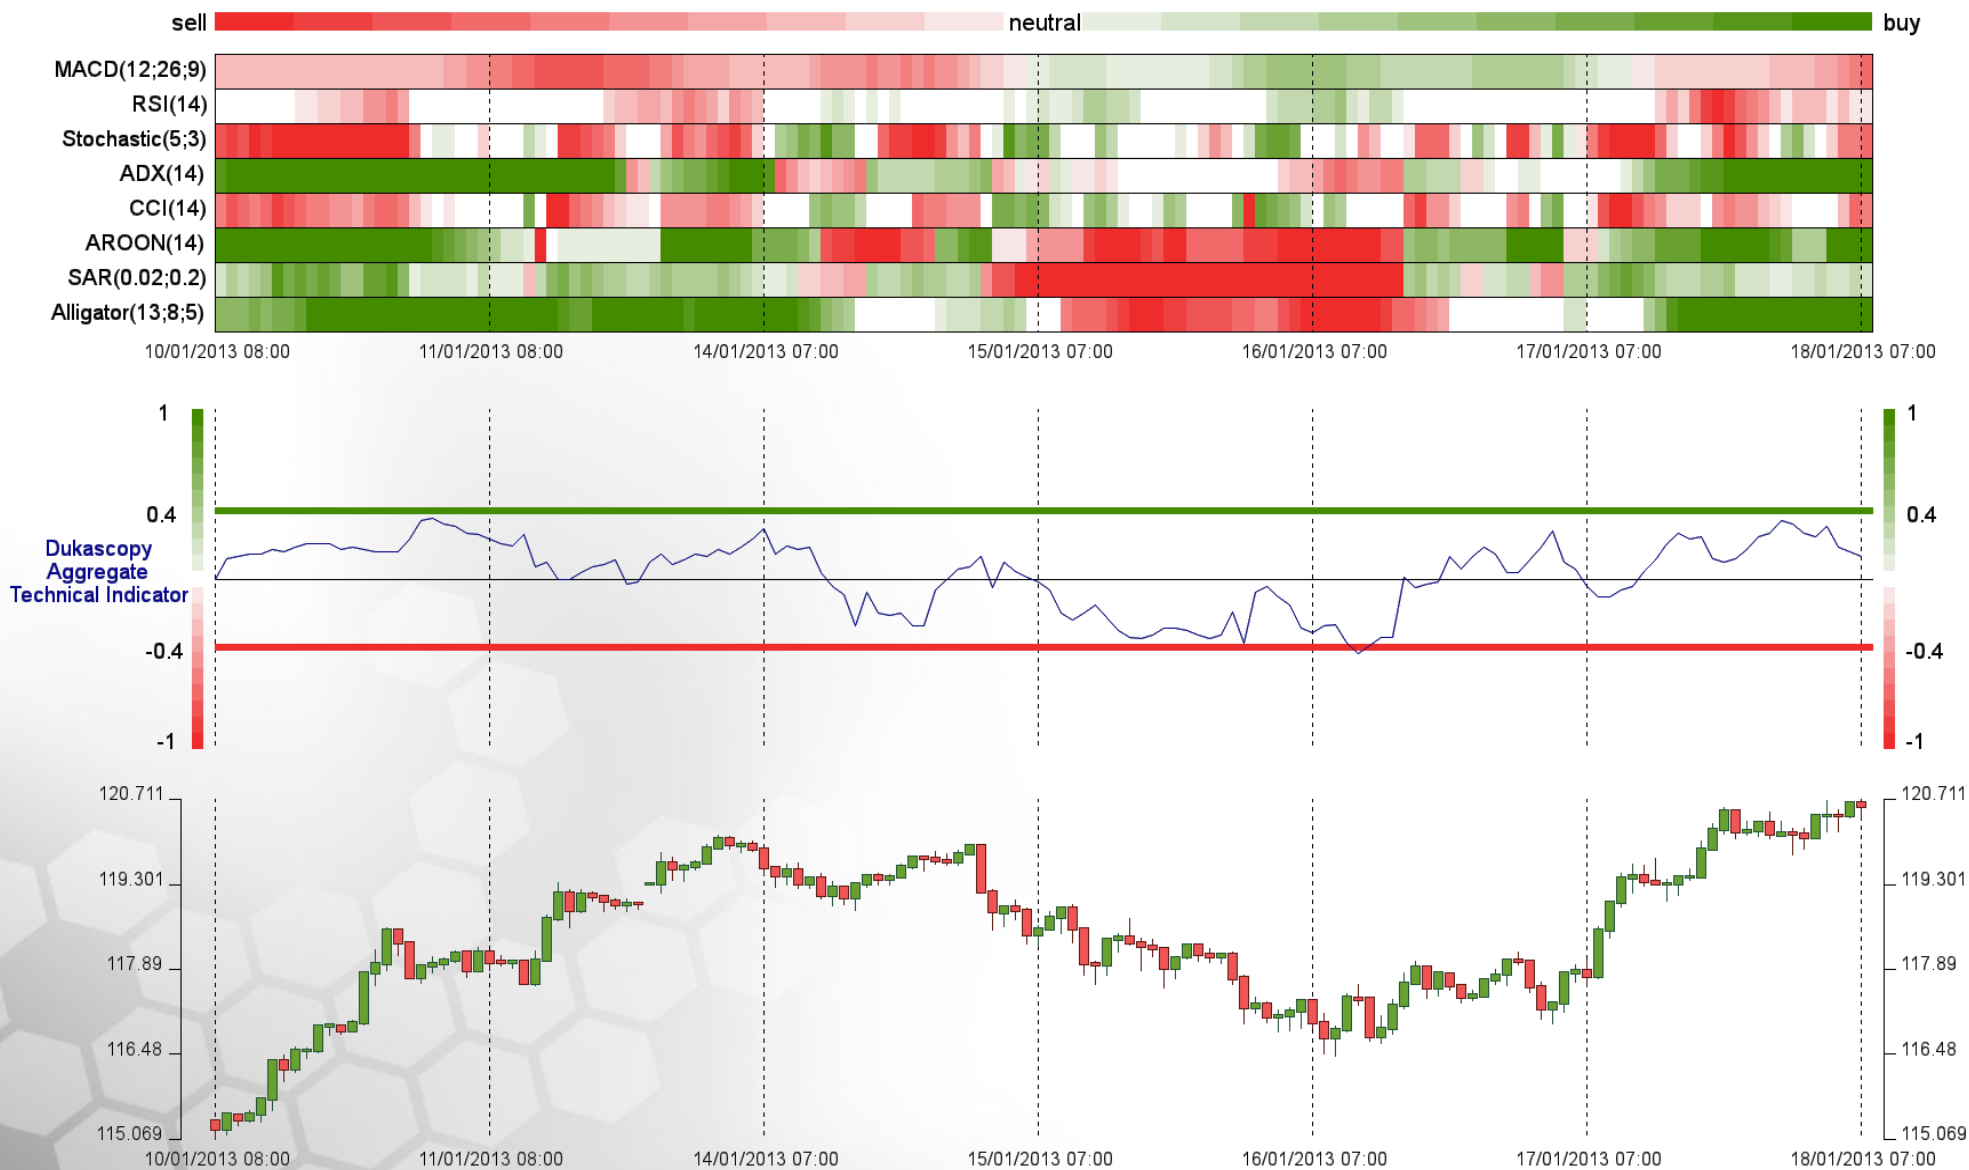 sell neutral buy
MACD(12;26;9)
RSI(14)
Stochastic(5;3)
ADX(14)
CCI(14)
AROON(14)
SAR(0.02;0.2)
Alligator(13;8;5)
10/01/2013 08:00 11/01/2013 08:00 14/01/2013 07:00 15/01/2013 07:00 16/01/2013 07:00 17/01/2013 07:00 18/01/2013 07:00
1 1
0.4 0.4
Dukascopy
Aggregate
Technical Indicator
-0.4 -0.4
-1 -1
120.711 120.711
119.301 119.301
117.89 117.89
116.48 116.48
115.069 115.069
10/01/2013 08:00 11/01/2013 08:00 14/01/2013 07:00 15/01/2013 07:00 16/01/2013 07:00 17/01/2013 07:00 18/01/2013 07:00